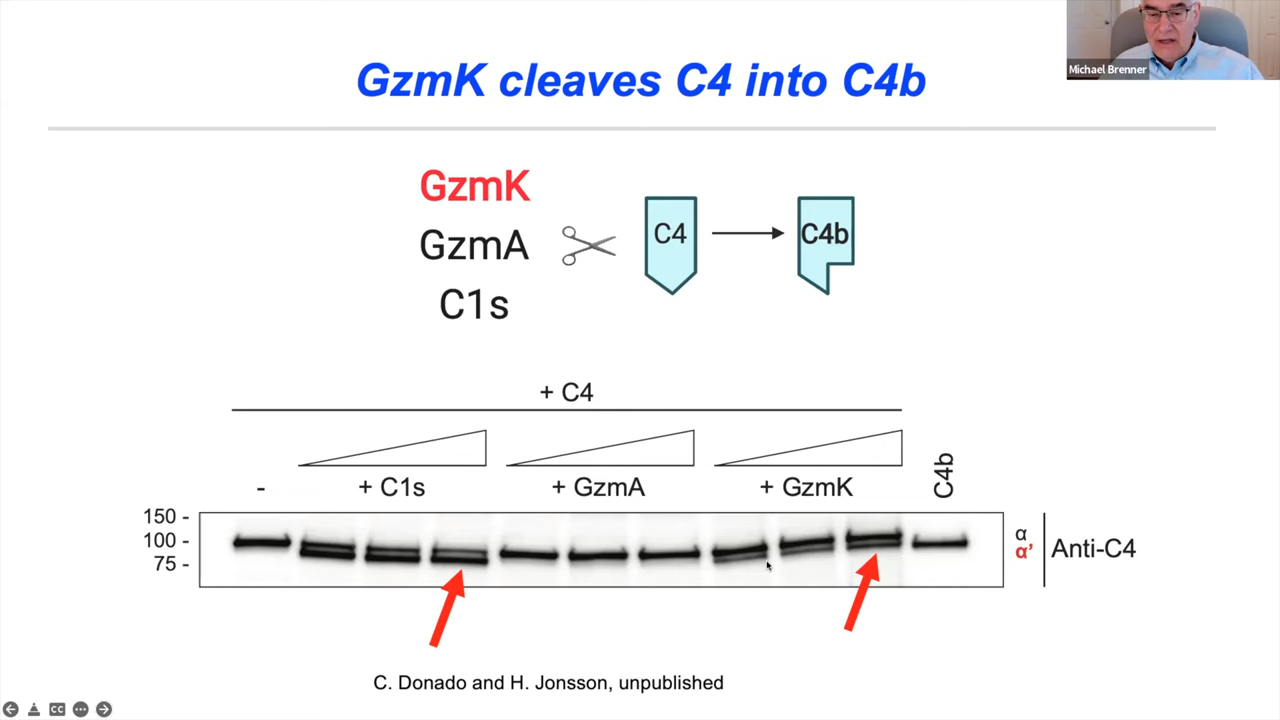 Michael Brenner
GzmK cleaves C4 into C4b
GzmK
GzmA
C1s
C4
C4b
+ C4
-
+ C1s
+ GzmA
+ GzmK
C4b
150 -
100 -
75 -
α
α’
Anti-C4
C. Donado and H. Jonsson, unpublished
CC